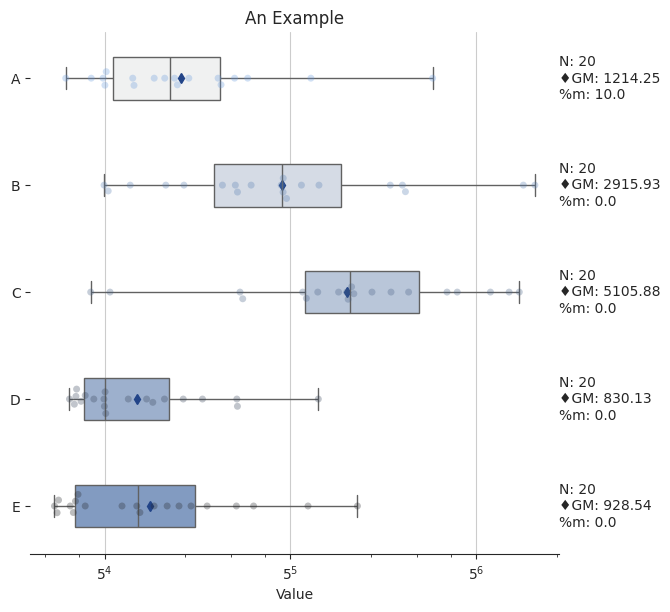 An Example
A
N: 20
♦GM: 1214.25
%m: 10.0
B
N: 20
♦GM: 2915.93
%m: 0.0
C
N: 20
♦GM: 5105.88
%m: 0.0
D
N: 20
♦GM: 830.13
%m: 0.0
E
N: 20
♦GM: 928.54
%m: 0.0
5⁴ 5⁵ 5⁶
Value